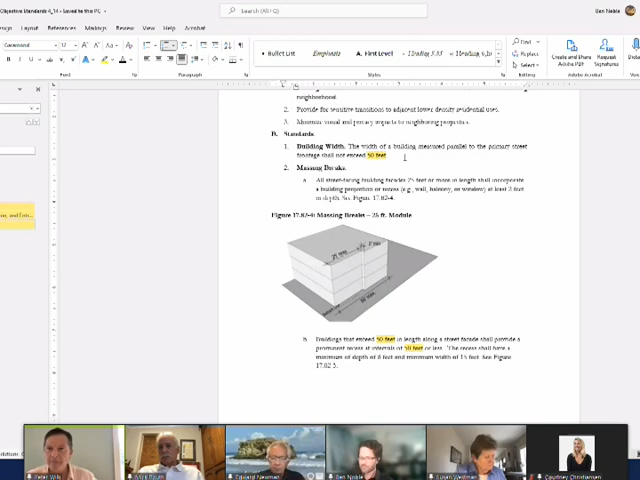 Objective Standards 4_14 - Saved to this PC
Search (Alt+Q)
Ben Noble
Layout References Mailings Review View Help Acrobat
Find
Bullet List Emphasis A. First Level
Select
Create and Share
Adobe PDF
Request
Signatures
Styles
Editing
Adobe Acrobat
Font
Paragraph
neighborhood.
2. Provide for sensitive transitions to adjacent lower density residential uses.
3. Minimize visual and privacy impacts to neighboring properties.
B. Standards.
1. Building Width. The width of a building measured parallel to the primary street
frontage shall not exceed 50 feet
2. Massing Breaks.
a. All street-facing building facades 25 feet or more in length shall incorporate
a building projection or recess (e.g., wall, balcony, or window) at least 2 feet
in depth. See Figure 17.82-4.
Figure 17.82-4: Massing Breaks – 25 ft. Module
b. Buildings that exceed 50 feet in length along a street facade shall provide a
prominent recess at intervals of 50 feet or less. The recess shall have a
minimum of depth of 8 feet and minimum width of 15 feet. See Figure
17.82-5.
Peter Wilk
Edward Newman
Ben Noble
Susan Westman
Courtney Christiansen